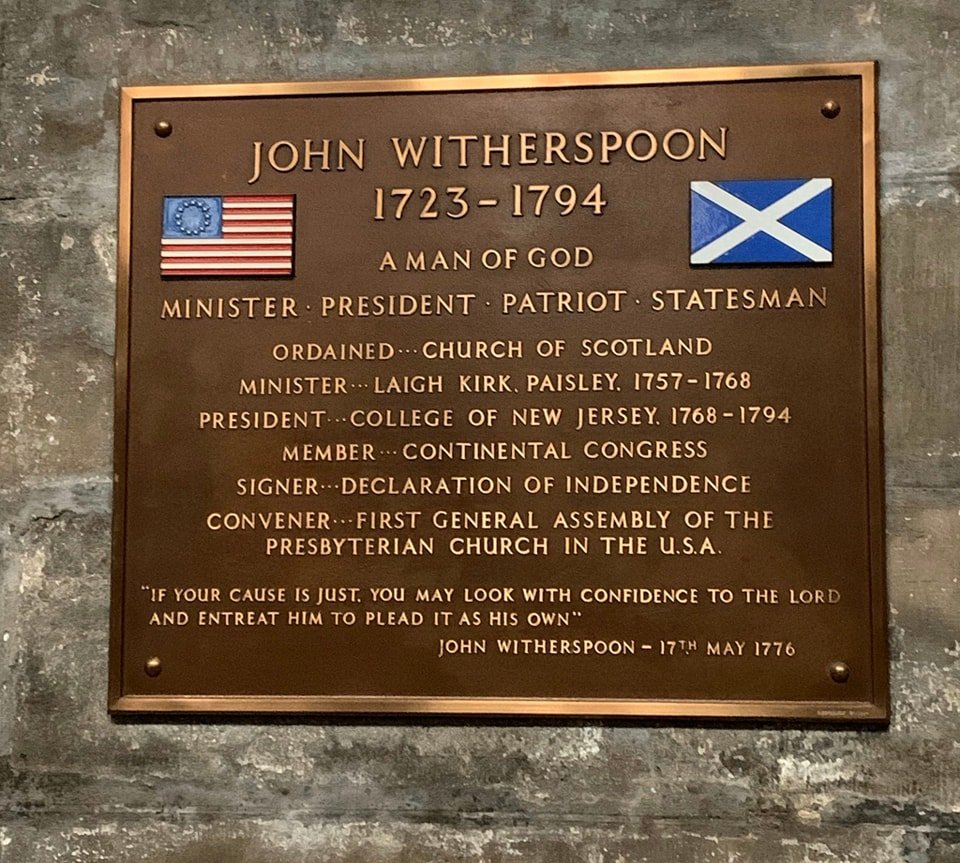 JOHN WITHERSPOON
1723-1794
A MAN OF GOD
MINISTER · PRESIDENT · PATRIOT · STATESMAN
ORDAINED···CHURCH OF SCOTLAND
MINISTER···LAIGH KIRK, PAISLEY, 1757-1768
PRESIDENT···COLLEGE OF NEW JERSEY, 1768-1794
MEMBER···CONTINENTAL CONGRESS
SIGNER···DECLARATION OF INDEPENDENCE
CONVENER···FIRST GENERAL ASSEMBLY OF THE
PRESBYTERIAN CHURCH IN THE U.S.A.
"IF YOUR CAUSE IS JUST, YOU MAY LOOK WITH CONFIDENCE TO THE LORD
AND ENTREAT HIM TO PLEAD IT AS HIS OWN"
JOHN WITHERSPOON - 17TH MAY 1776